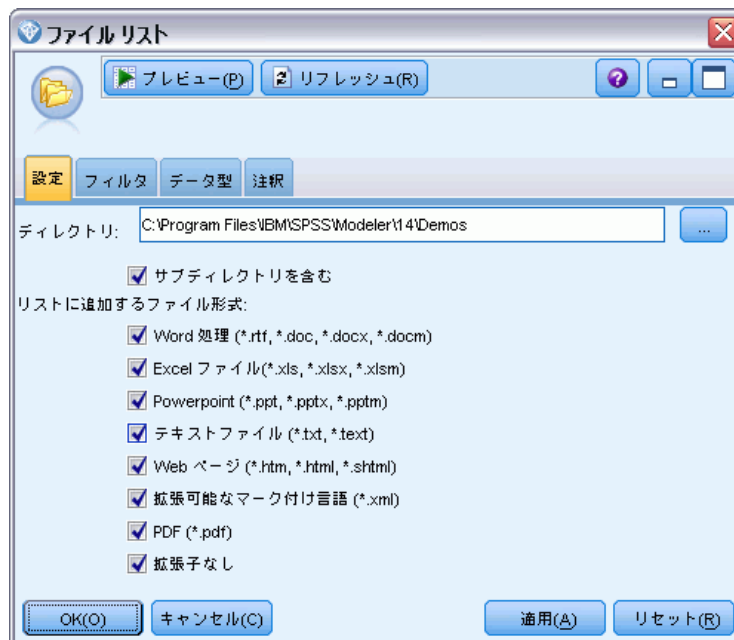 ファイル リスト
プレビュー(P) リフレッシュ(R)
設定 フィルタ データ型 注釈
ディレクトリ: C:\Program Files\IBM\SPSS\Modeler\14\Demos ...
サブディレクトリを含む
リストに追加するファイル形式:
Word 処理 (*.rtf, *.doc, *.docx, *.docm)
Excel ファイル(*.xls, *.xlsx, *.xlsm)
Powerpoint (*.ppt, *.pptx, *.pptm)
テキストファイル (*.txt, *.text)
Web ページ (*.htm, *.html, *.shtml)
拡張可能なマーク付け言語 (*.xml)
PDF (*.pdf)
拡張子なし
OK(O) キャンセル(C) 適用(A) リセット(R)